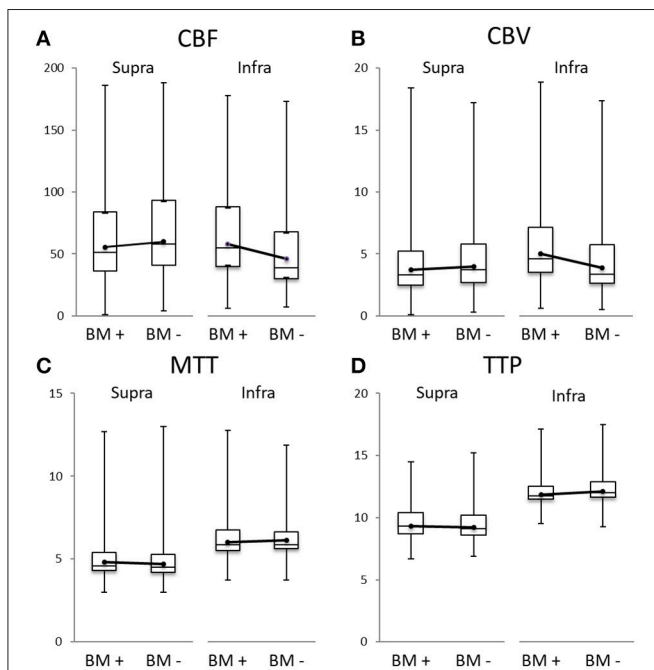 A CBF
Supra Infra
200
150
100
50
0
BM + BM - BM + BM -
B CBV
Supra Infra
20
15
10
5
0
BM + BM - BM + BM -
C MTT
Supra Infra
15
10
5
0
BM + BM - BM + BM -
D TTP
Supra Infra
20
15
10
5
0
BM + BM - BM + BM -